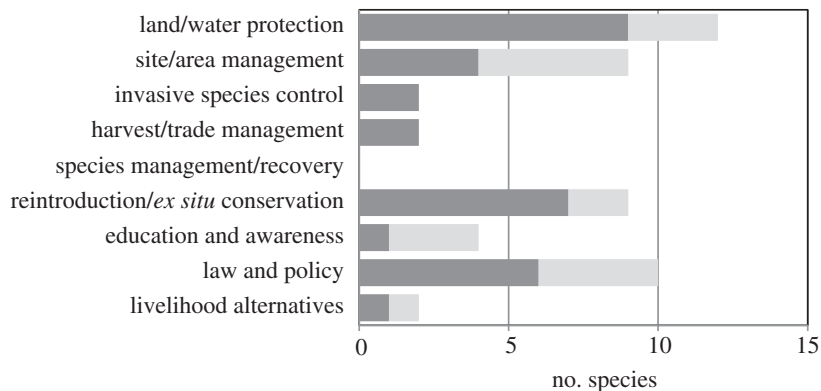 land/water protection
site/area management
invasive species control
harvest/trade management
species management/recovery
reintroduction/ex situ conservation
education and awareness
law and policy
livelihood alternatives
0 5 10 15
no. species